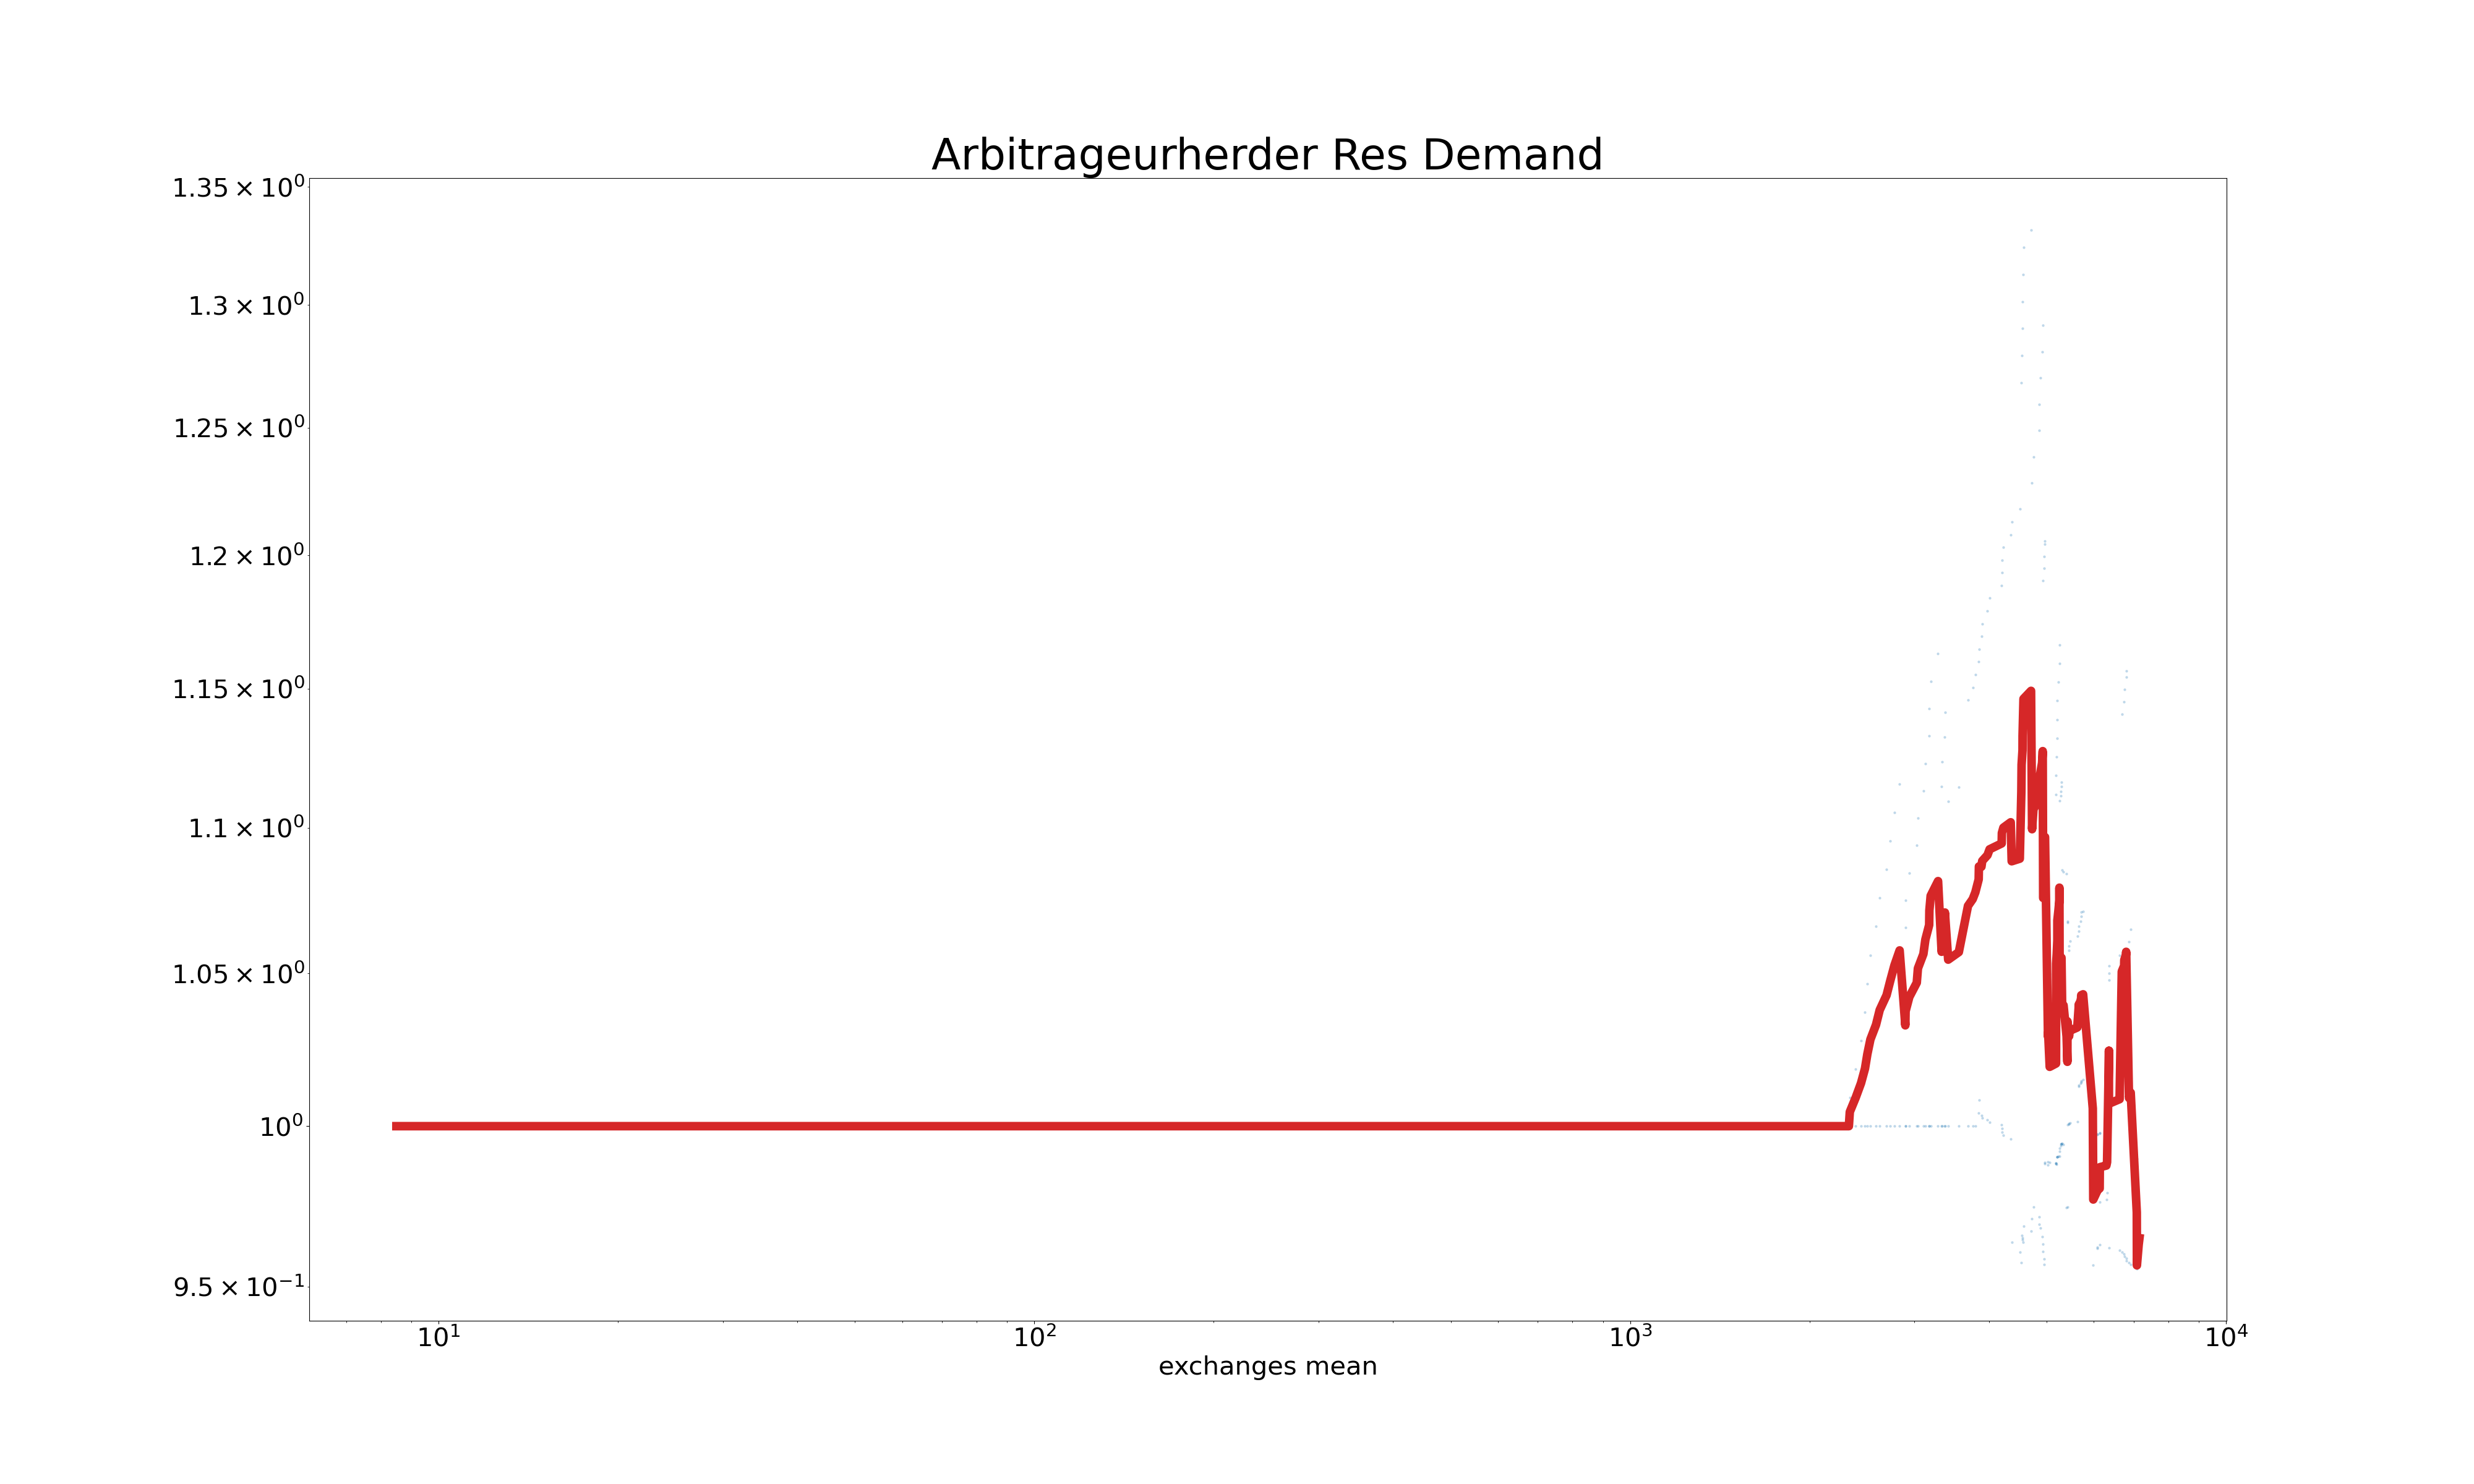 Arbitrageurherder Res Demand
1.35 × 10⁰
1.3 × 10⁰
1.25 × 10⁰
1.2 × 10⁰
1.15 × 10⁰
1.1 × 10⁰
1.05 × 10⁰
10⁰
9.5 × 10⁻¹
10¹ 10² 10³ 10⁴
exchanges mean